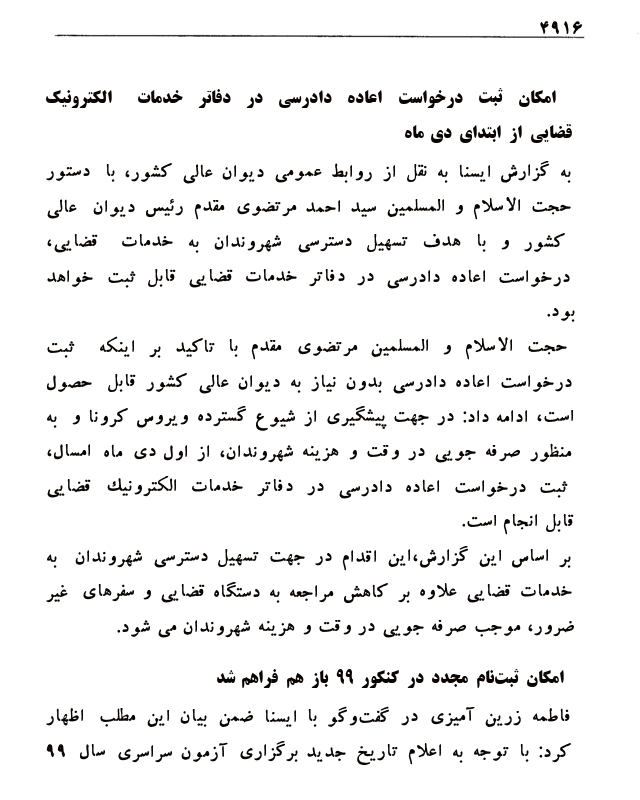 ۴۹۱۶
امکان ثبت درخواست اعاده دادرسی در دفاتر خدمات الکترونیک
قضایی از ابتدای دی ماه
به گزارش ایسنا به نقل از روابط عمومی دیوان عالی کشور، با دستور
حجت الاسلام و المسلمین سید احمد مرتضوی مقدم رئیس دیوان عالی
کشور و با هدف تسهیل دسترسی شهروندان به خدمات قضایی،
درخواست اعاده دادرسی در دفاتر خدمات قضایی قابل ثبت خواهد
بود.
حجت الاسلام و المسلمین مرتضوی مقدم با تاکید بر اینکه ثبت
درخواست اعاده دادرسی بدون نیاز به دیوان عالی کشور قابل حصول
است، ادامه داد: در جهت پیشگیری از شیوع گسترده ویروس کرونا و به
منظور صرفه جویی در وقت و هزینه شهروندان، از اول دی ماه امسال،
ثبت درخواست اعاده دادرسی در دفاتر خدمات الکترونیك قضایی
قابل انجام است.
بر اساس این گزارش،این اقدام در جهت تسهیل دسترسی شهروندان به
خدمات قضایی علاوه بر کاهش مراجعه به دستگاه قضایی و سفرهای غیر
ضرور، موجب صرفه جویی در وقت و هزینه شهروندان می شود.
امکان ثبت‌نام مجدد در کنکور ۹۹ باز هم فراهم شد
فاطمه زرین آمیزی در گفت‌وگو با ایسنا ضمن بیان این مطلب اظهار
کرد: با توجه به اعلام تاریخ جدید برگزاری آزمون سراسری سال ۹۹